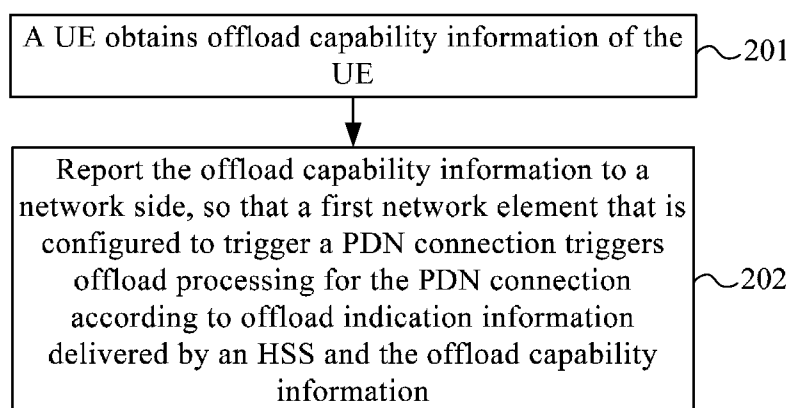 A UE obtains offload capability information of the
UE
201
Report the offload capability information to a
network side, so that a first network element that is
configured to trigger a PDN connection triggers
offload processing for the PDN connection
according to offload indication information
delivered by an HSS and the offload capability
information
202